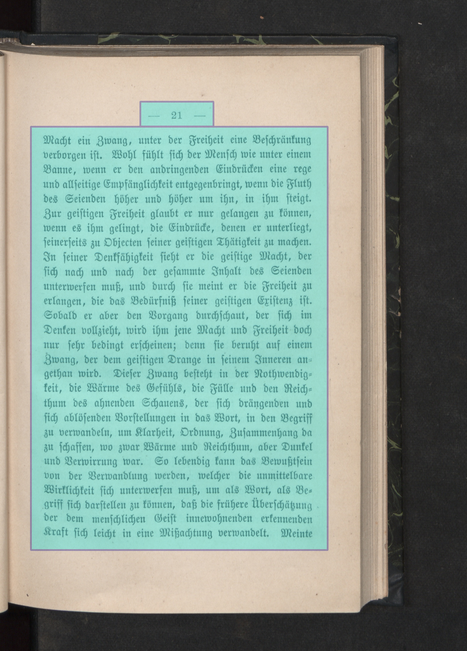 — 21 —
Macht ein Zwang, unter der Freiheit eine Beschränkung
verborgen ist. Wohl fühlt sich der Mensch wie unter einem
Banne, wenn er den andringenden Eindrücken eine rege
und allseitige Empfänglichkeit entgegenbringt, wenn die Fluth
des Seienden höher und höher um ihn, in ihm steigt.
Zur geistigen Freiheit glaubt er nur gelangen zu können,
wenn es ihm gelingt, die Eindrücke, denen er unterliegt,
seinerseits zu Objecten seiner geistigen Thätigkeit zu machen.
In seiner Denkfähigkeit sieht er die geistige Macht, der
sich nach und nach der gesammte Inhalt des Seienden
unterwerfen muß, und durch sie meint er die Freiheit zu
erlangen, die das Bedürfniß seiner geistigen Existenz ist.
Sobald er aber den Vorgang durchschaut, der sich im
Denken vollzieht, wird ihm jene Macht und Freiheit doch
nur sehr bedingt erscheinen; denn sie beruht auf einem
Zwang, der dem geistigen Drange in seinem Inneren an-
gethan wird. Dieser Zwang besteht in der Nothwendig-
keit, die Wärme des Gefühls, die Fülle und den Reich-
thum des ahnenden Schauens, der sich drängenden und
sich ablösenden Vorstellungen in das Wort, in den Begriff
zu verwandeln, um Klarheit, Ordnung, Zusammenhang da
zu schaffen, wo zwar Wärme und Reichthum, aber Dunkel
und Verwirrung war. So lebendig kann das Bewußtsein
von der Verwandlung werden, welcher die unmittelbare
Wirklichkeit sich unterwerfen muß, um als Wort, als Be-
griff sich darstellen zu können, daß die frühere Überschätzung
der dem menschlichen Geist innewohnenden erkennenden
Kraft sich leicht in eine Mißachtung verwandelt. Meinte